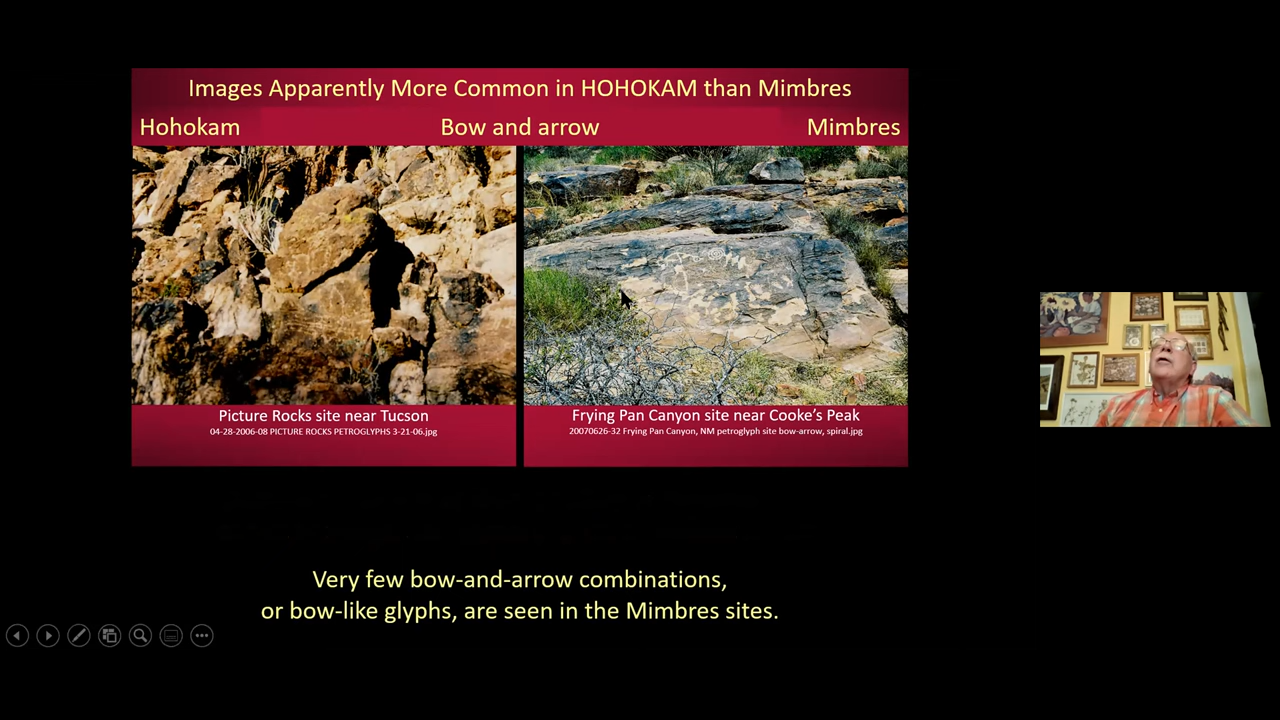 Images Apparently More Common in HOHOKAM than Mimbres
Hohokam Bow and arrow Mimbres
Picture Rocks site near Tucson
04-28-2006-08 PICTURE ROCKS PETROGLYPHS 3-21-06.jpg
Frying Pan Canyon site near Cooke's Peak
20070626-32 Frying Pan Canyon, NM petroglyph site bow-arrow, spiral.jpg
Very few bow-and-arrow combinations,
or bow-like glyphs, are seen in the Mimbres sites.